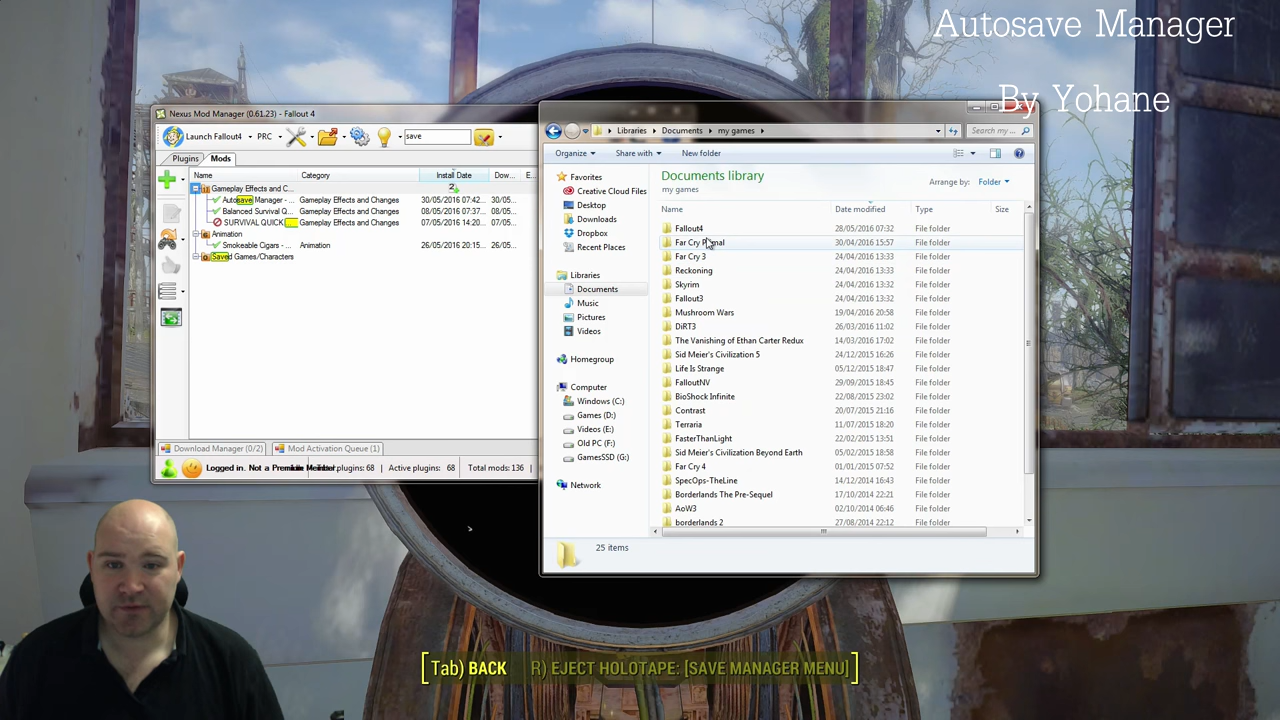 Autosave Manager
By Yohane
Nexus Mod Manager (0.61.23) - Fallout 4
Launch Fallout4
PRC
save
Plugins
Mods
Name
Category
Install Date
Dow...
E...
Gameplay Effects and C...
2
Autosave Manager - ...
Gameplay Effects and Changes
30/05/2016 07:42...
30/05...
Balanced Survival Q...
Gameplay Effects and Changes
08/05/2016 07:37...
08/05...
SURVIVAL QUICK
Gameplay Effects and Changes
07/05/2016 14:20...
07/05...
Animation
Smokeable Cigars - ...
Animation
26/05/2016 20:15...
26/05...
Saved Games/Characters
Download Manager (0/2)
Mod Activation Queue (1)
Logged in. Not a Premium Member.
plugins: 68 | Active plugins: 68 | Total mods: 136 |
Libraries
Documents
my games
Search my ...
Organize
Share with
New folder
Favorites
Creative Cloud Files
Desktop
Downloads
Dropbox
Recent Places
Libraries
Documents
Music
Pictures
Videos
Homegroup
Computer
Windows (C:)
Games (D:)
Videos (E:)
Old PC (F:)
GamesSSD (G:)
Network
Documents library
my games
Arrange by: Folder
Name
Date modified
Type
Size
Fallout4 28/05/2016 07:32 File folder
Far Cry Primal 30/04/2016 15:57 File folder
Far Cry 3 24/04/2016 13:33 File folder
Reckoning 24/04/2016 13:33 File folder
Skyrim 24/04/2016 13:32 File folder
Fallout3 24/04/2016 13:32 File folder
Mushroom Wars 19/04/2016 20:58 File folder
DiRT3 26/03/2016 11:02 File folder
The Vanishing of Ethan Carter Redux 14/03/2016 17:02 File folder
Sid Meier's Civilization 5 24/12/2015 16:26 File folder
Life Is Strange 05/12/2015 18:47 File folder
FalloutNV 29/09/2015 18:45 File folder
BioShock Infinite 22/08/2015 23:02 File folder
Contrast 20/07/2015 21:16 File folder
Terraria 11/07/2015 18:20 File folder
FasterThanLight 22/02/2015 13:51 File folder
Sid Meier's Civilization Beyond Earth 05/02/2015 18:58 File folder
Far Cry 4 01/01/2015 07:52 File folder
SpecOps-TheLine 14/12/2014 16:43 File folder
Borderlands The Pre-Sequel 17/10/2014 22:21 File folder
AoW3 02/10/2014 06:46 File folder
borderlands 2 27/08/2014 22:12 File folder
25 items
Tab) BACK R) EJECT HOLOTAPE: [SAVE MANAGER MENU]